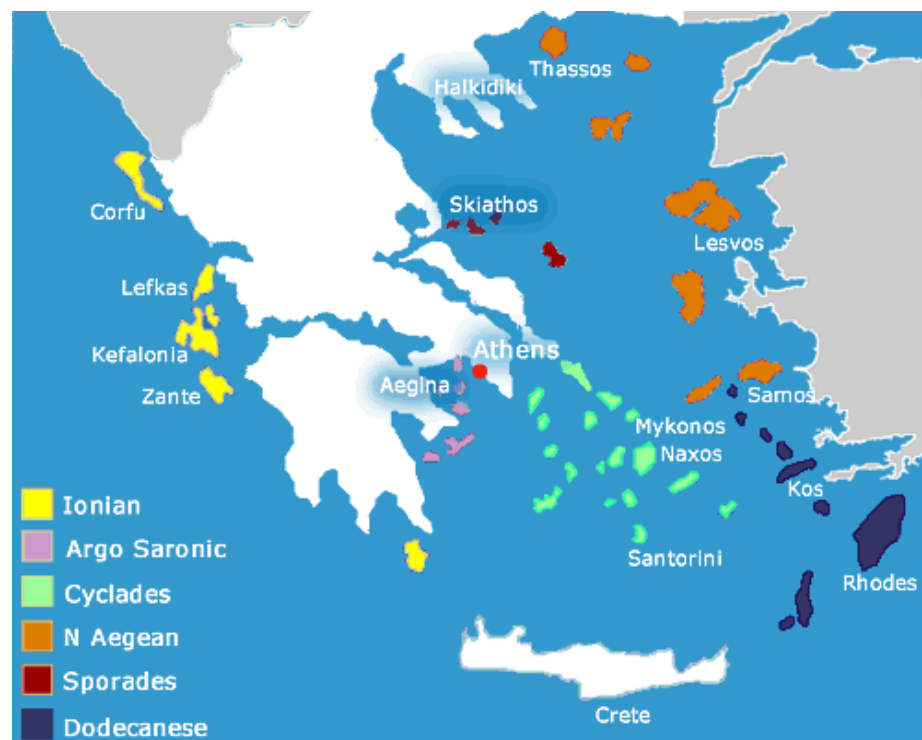 Thassos
Halkidiki
Skiathos
Corfu
Lesvos
Lefkas
Athens
Kefalonia
Aegina
Zante
Samos
Mykonos
Naxos
Kos
Ionian
Argo Saronic
Santorini
Rhodes
Cyclades
N Aegean
Sporades
Crete
Dodecanese